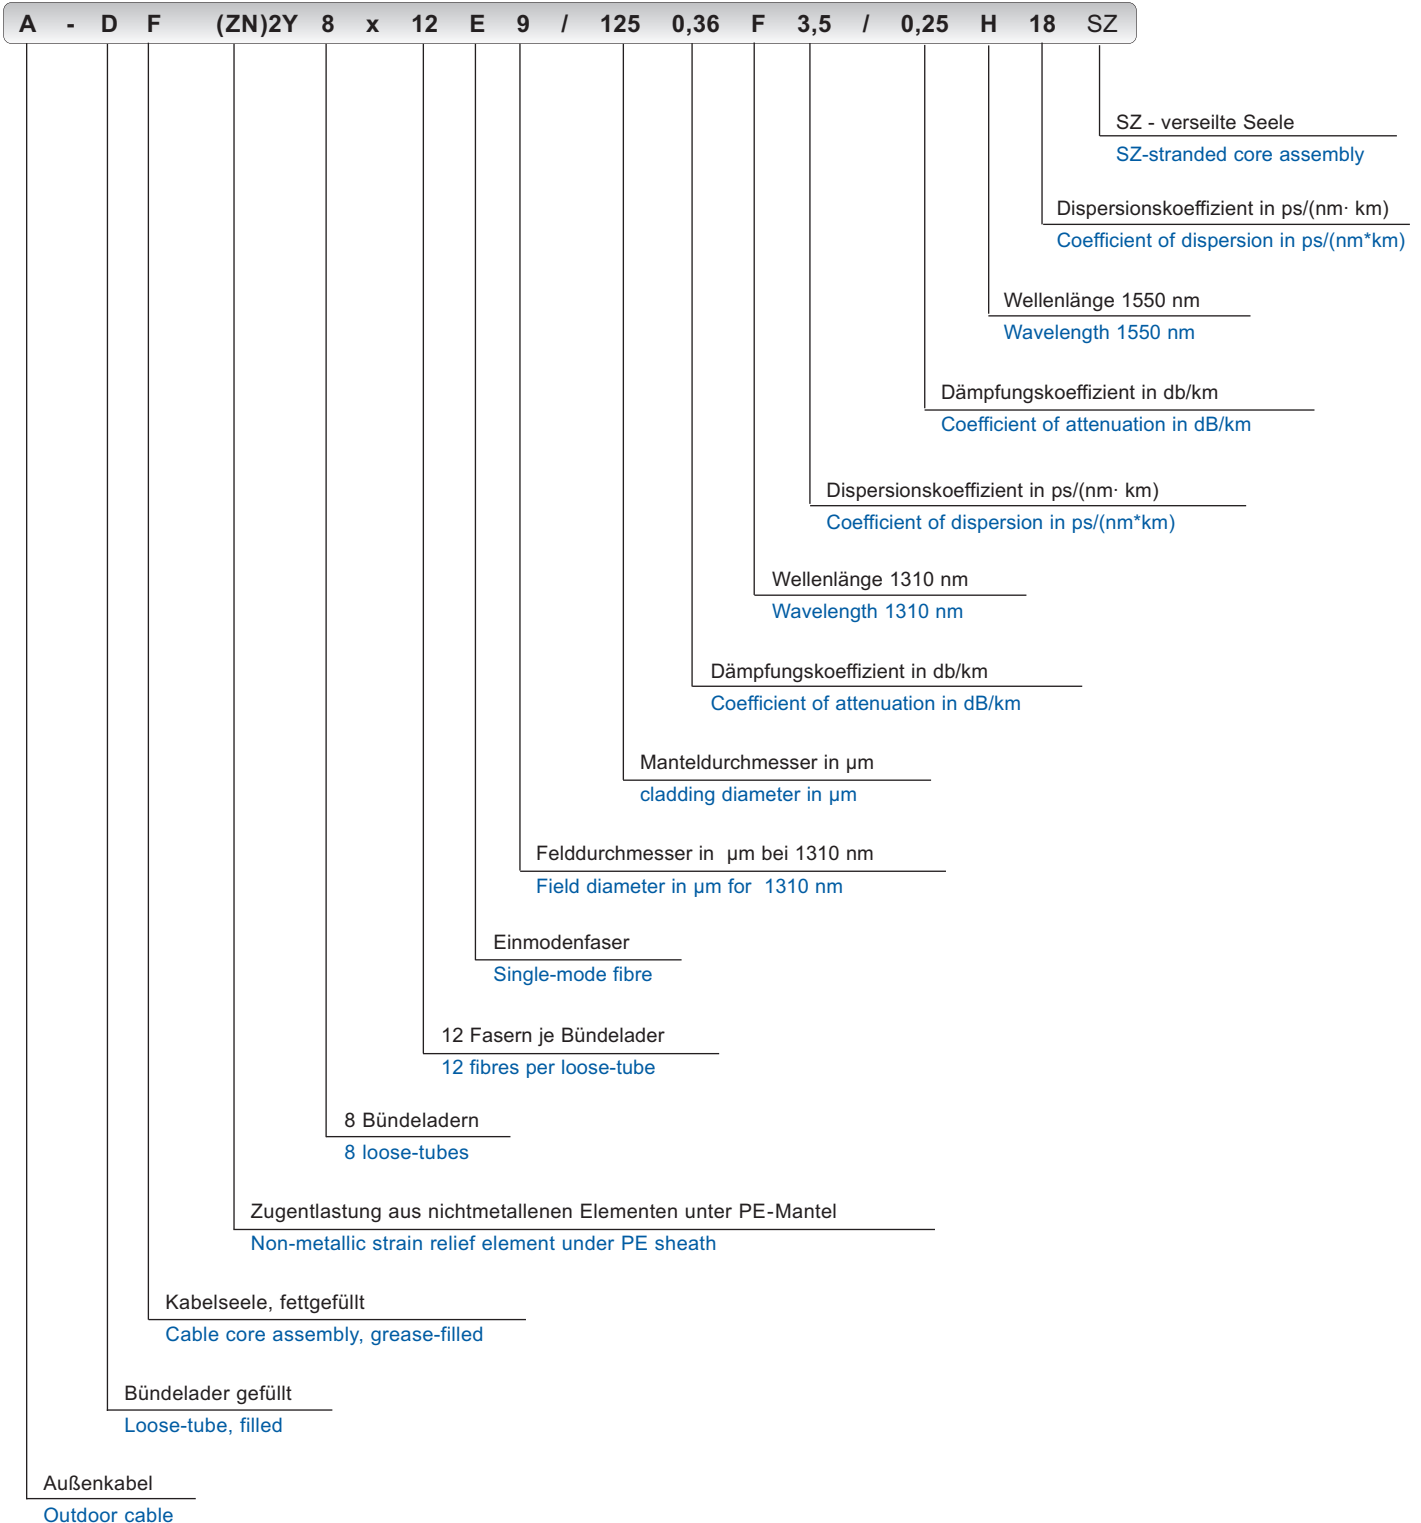 A - D F (ZN)2Y 8 x 12 E 9 / 125 0,36 F 3,5 / 0,25 H 18 SZ
SZ - verseilte Seele
SZ-stranded core assembly
Dispersionskoeffizient in ps/(nm· km)
Coefficient of dispersion in ps/(nm*km)
Wellenlänge 1550 nm
Wavelength 1550 nm
Dämpfungskoeffizient in db/km
Coefficient of attenuation in dB/km
Dispersionskoeffizient in ps/(nm· km)
Coefficient of dispersion in ps/(nm*km)
Wellenlänge 1310 nm
Wavelength 1310 nm
Dämpfungskoeffizient in db/km
Coefficient of attenuation in dB/km
Manteldurchmesser in µm
cladding diameter in µm
Felddurchmesser in µm bei 1310 nm
Field diameter in µm for 1310 nm
Einmodenfaser
Single-mode fibre
12 Fasern je Bündelader
12 fibres per loose-tube
8 Bündeladern
8 loose-tubes
Zugentlastung aus nichtmetallenen Elementen unter PE-Mantel
Non-metallic strain relief element under PE sheath
Kabelseele, fettgefüllt
Cable core assembly, grease-filled
Bündelader gefüllt
Loose-tube, filled
Außenkabel
Outdoor cable